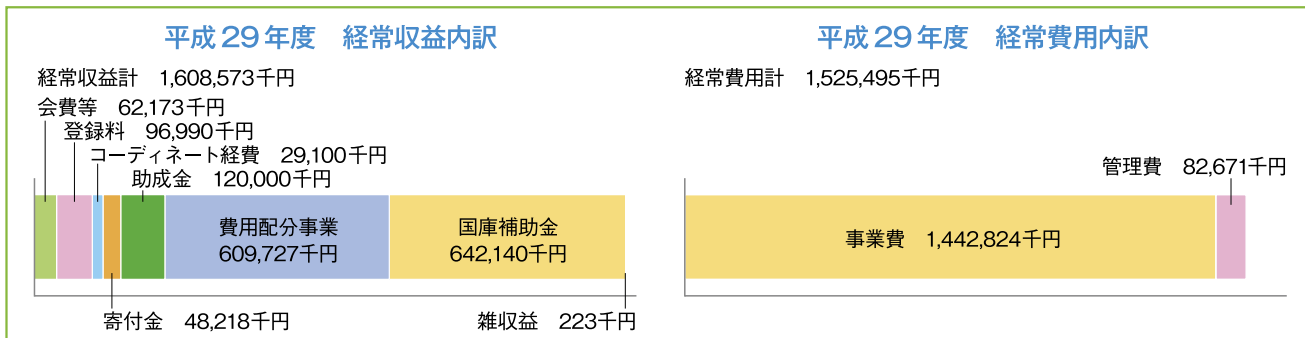 平成29年度　経常収益内訳
経常収益計　1,608,573千円
会費等　62,173千円
登録料　96,990千円
コーディネート経費　29,100千円
助成金　120,000千円
費用配分事業
609,727千円
国庫補助金
642,140千円
寄付金　48,218千円
雑収益　223千円
平成29年度　経常費用内訳
経常費用計　1,525,495千円
管理費　82,671千円
事業費　1,442,824千円